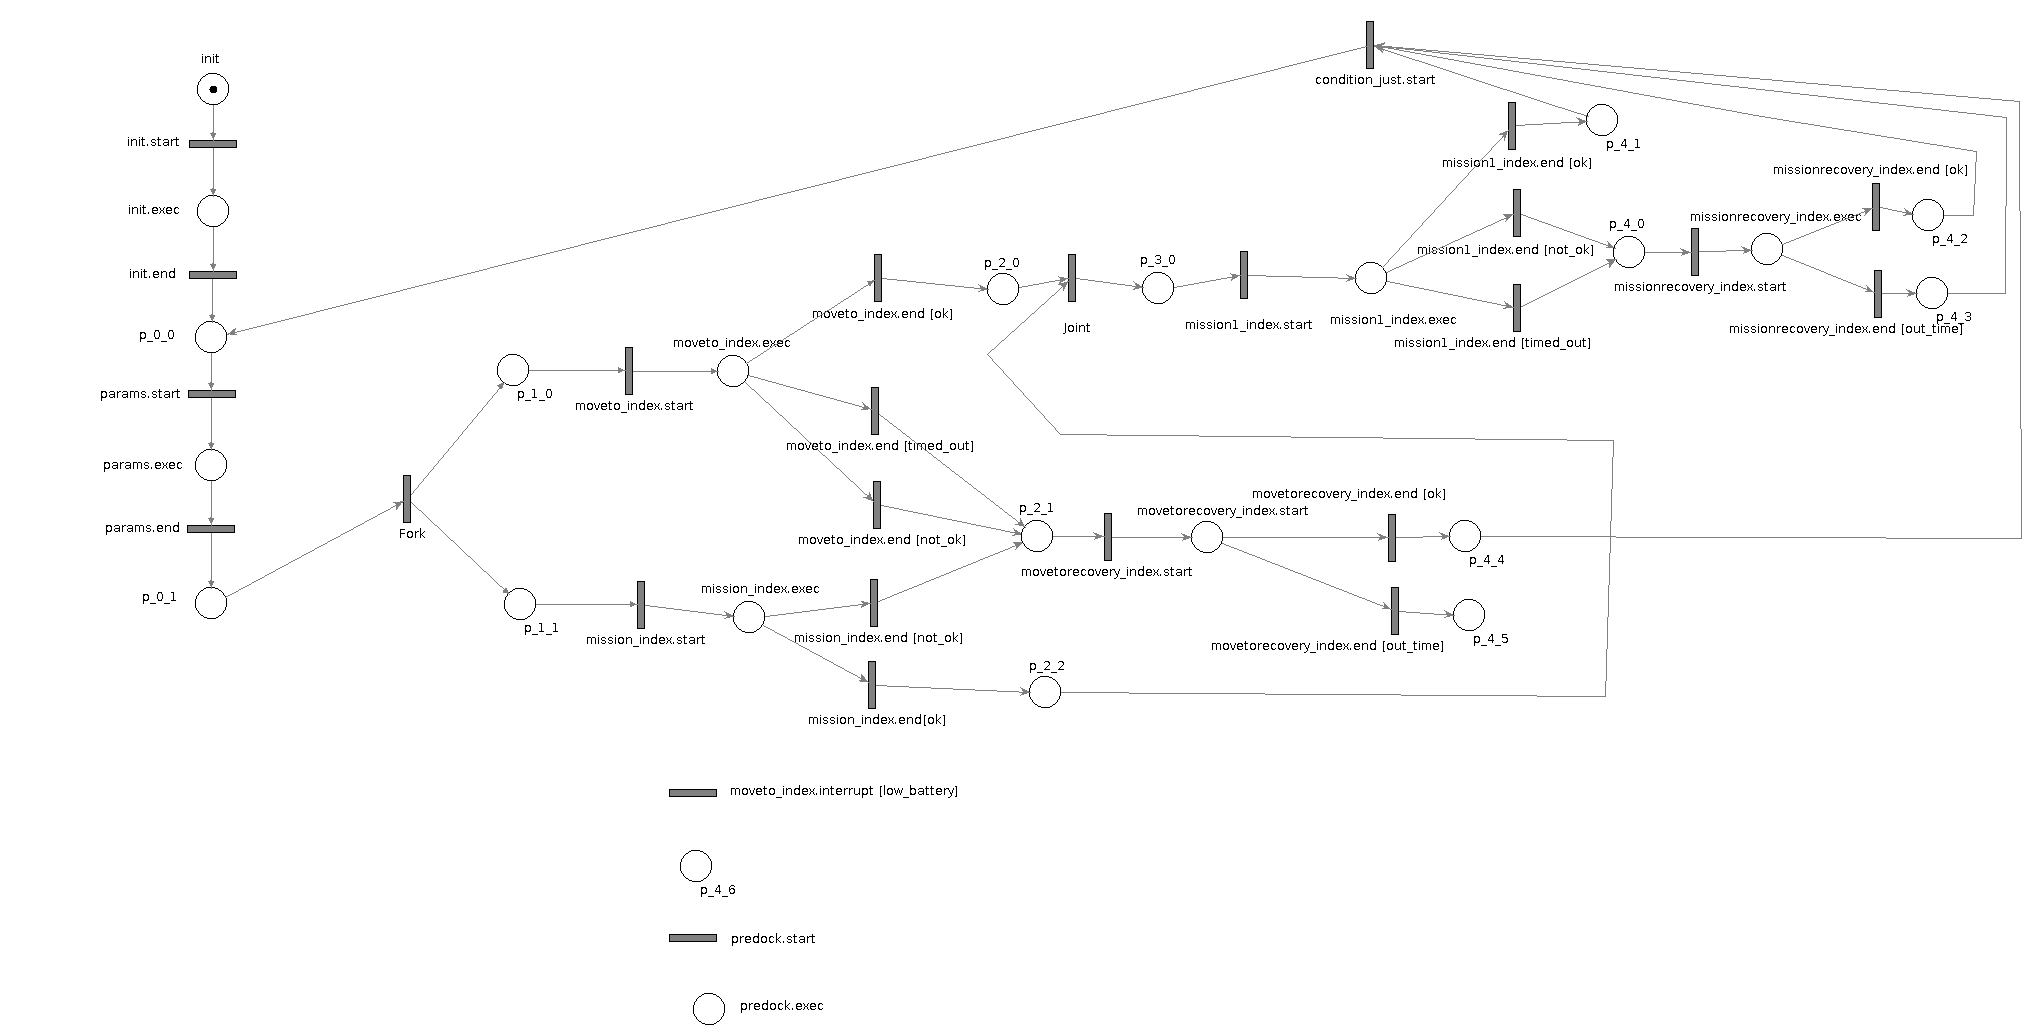 init
condition_just.start
init.start
p_4_1
mission1_index.end [ok]
missionrecovery_index.end [ok]
init.exec
missionrecovery_index.exec
p_4_0
p_4_2
mission1_index.end [not_ok]
p_2_0
p_3_0
init.end
missionrecovery_index.start
moveto_index.end [ok]
p_4_3
Joint
mission1_index.start
mission1_index.exec
missionrecovery_index.end [out_time]
p_0_0
moveto_index.exec
mission1_index.end [timed_out]
params.start
p_1_0
moveto_index.start
moveto_index.end [timed_out]
params.exec
movetorecovery_index.end [ok]
p_2_1
movetorecovery_index.start
params.end
Fork
moveto_index.end [not_ok]
p_4_4
movetorecovery_index.start
mission_index.exec
p_0_1
p_1_1
mission_index.start
mission_index.end [not_ok]
p_4_5
movetorecovery_index.end [out_time]
p_2_2
mission_index.end[ok]
moveto_index.interrupt [low_battery]
p_4_6
predock.start
predock.exec